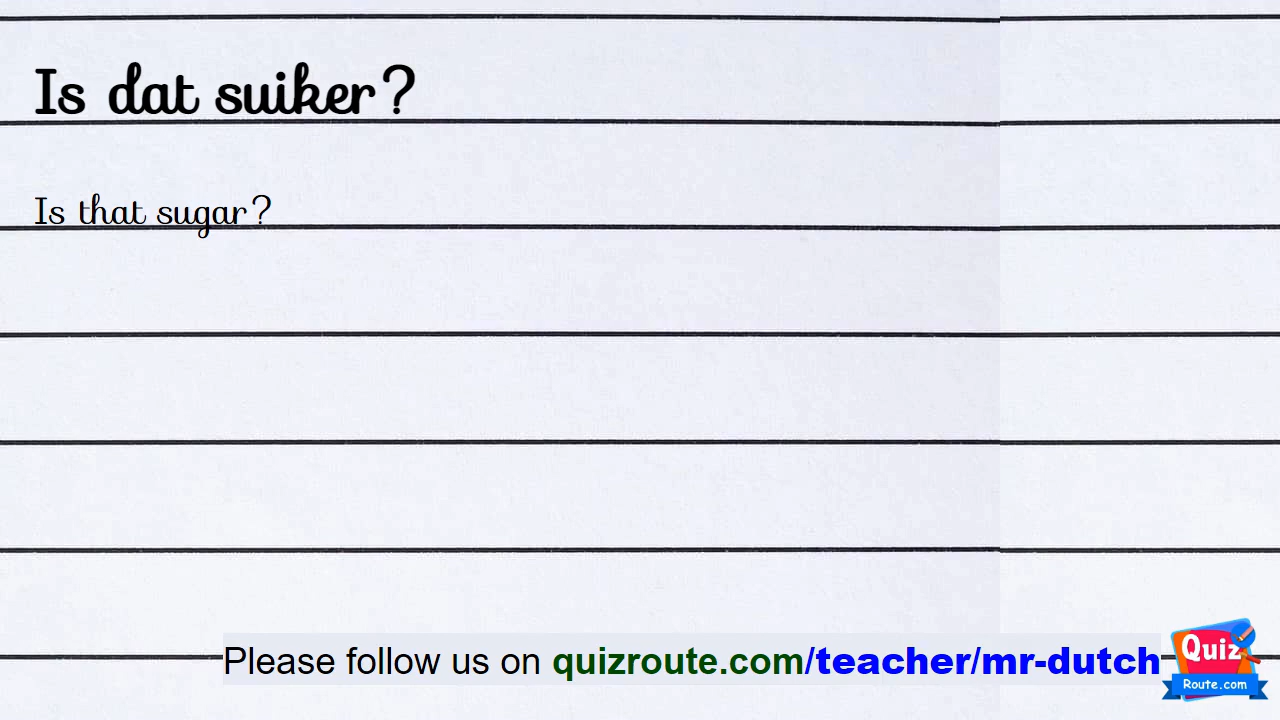 Is dat suiker?
Is that sugar?
Please follow us on quizroute.com/teacher/mr-dutch
Quiz
Route.com